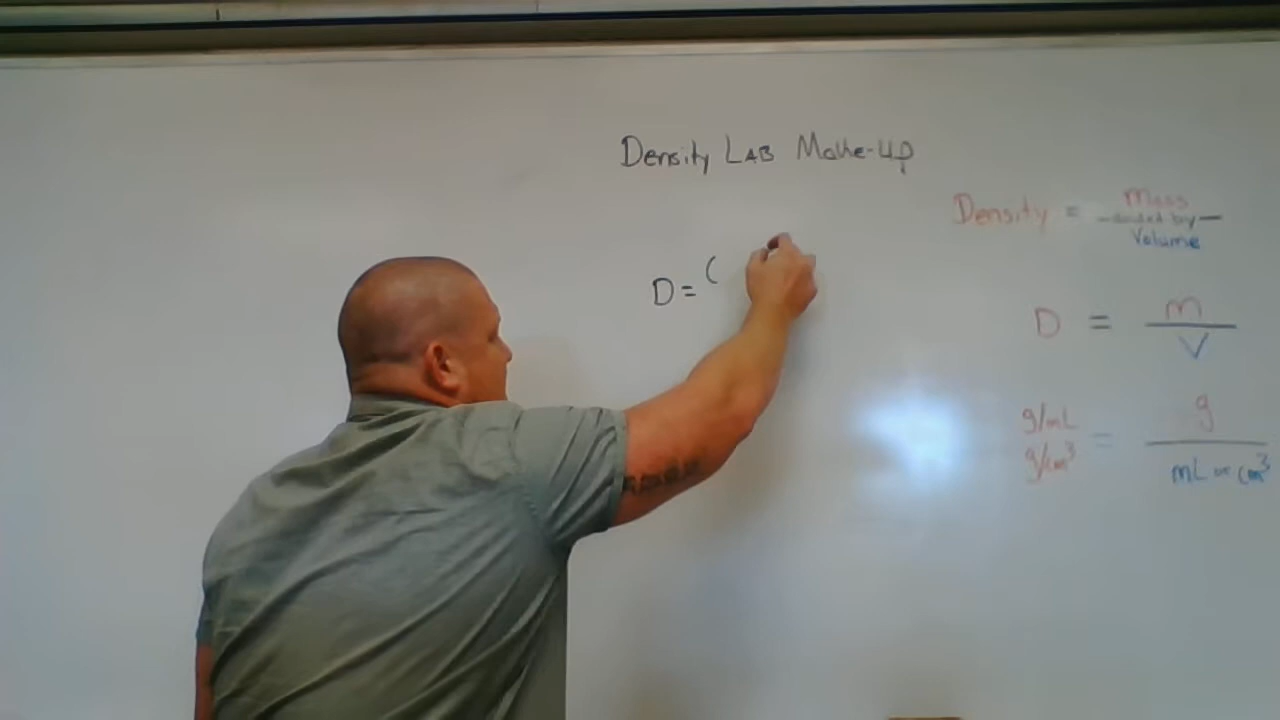 Density LAB Make-up
Density = Mass
divided by
Volume
D = (
D = m
V
g/mL
g/cm³ = g
mL or cm³